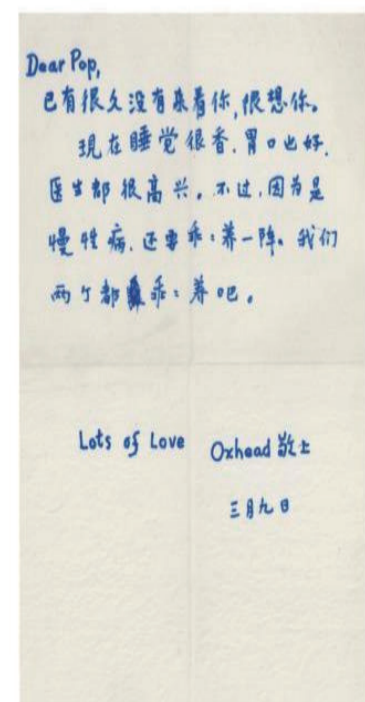 Dear Pop,
已有很久没有来看你,很想你。
現在睡觉很香,胃口也好,
医生都很高兴。不过,因为是
慢性病,还要乖:养一阵。我们
两个都乖:养吧。
Lots of Love
Oxhead 敬上
三月九日